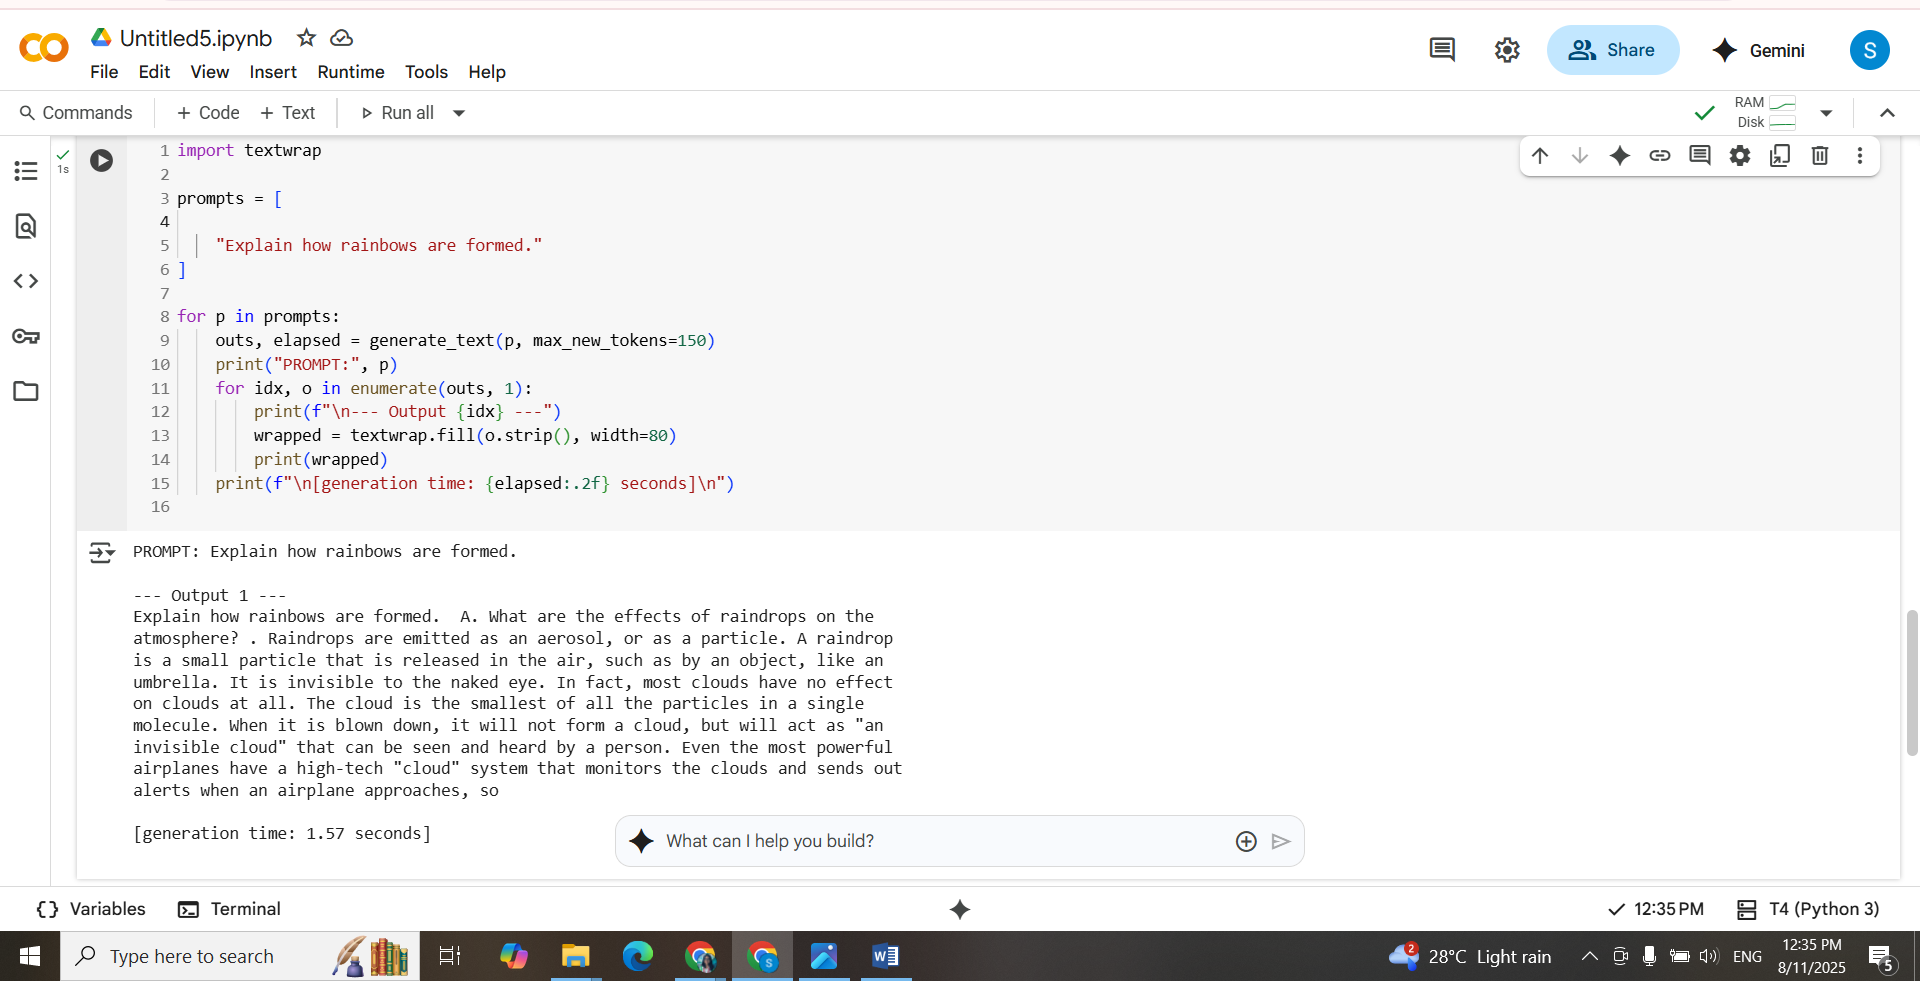 Untitled5.ipynb
File Edit View Insert Runtime Tools Help
Share
Gemini
S
Commands + Code + Text Run all
RAM
Disk
1s
1 import textwrap
2
3 prompts = [
4
5 "Explain how rainbows are formed."
6 ]
7
8 for p in prompts:
9 outs, elapsed = generate_text(p, max_new_tokens=150)
10 print("PROMPT:", p)
11 for idx, o in enumerate(outs, 1):
12 print(f"\n--- Output {idx} ---")
13 wrapped = textwrap.fill(o.strip(), width=80)
14 print(wrapped)
15 print(f"\n[generation time: {elapsed:.2f} seconds]\n")
16
PROMPT: Explain how rainbows are formed.
--- Output 1 ---
Explain how rainbows are formed.  A. What are the effects of raindrops on the
atmosphere? . Raindrops are emitted as an aerosol, or as a particle. A raindrop
is a small particle that is released in the air, such as by an object, like an
umbrella. It is invisible to the naked eye. In fact, most clouds have no effect
on clouds at all. The cloud is the smallest of all the particles in a single
molecule. When it is blown down, it will not form a cloud, but will act as "an
invisible cloud" that can be seen and heard by a person. Even the most powerful
airplanes have a high-tech "cloud" system that monitors the clouds and sends out
alerts when an airplane approaches, so
[generation time: 1.57 seconds]
What can I help you build?
{} Variables Terminal
12:35 PM T4 (Python 3)
Type here to search
2
28°C Light rain
ENG
12:35 PM
8/11/2025
5